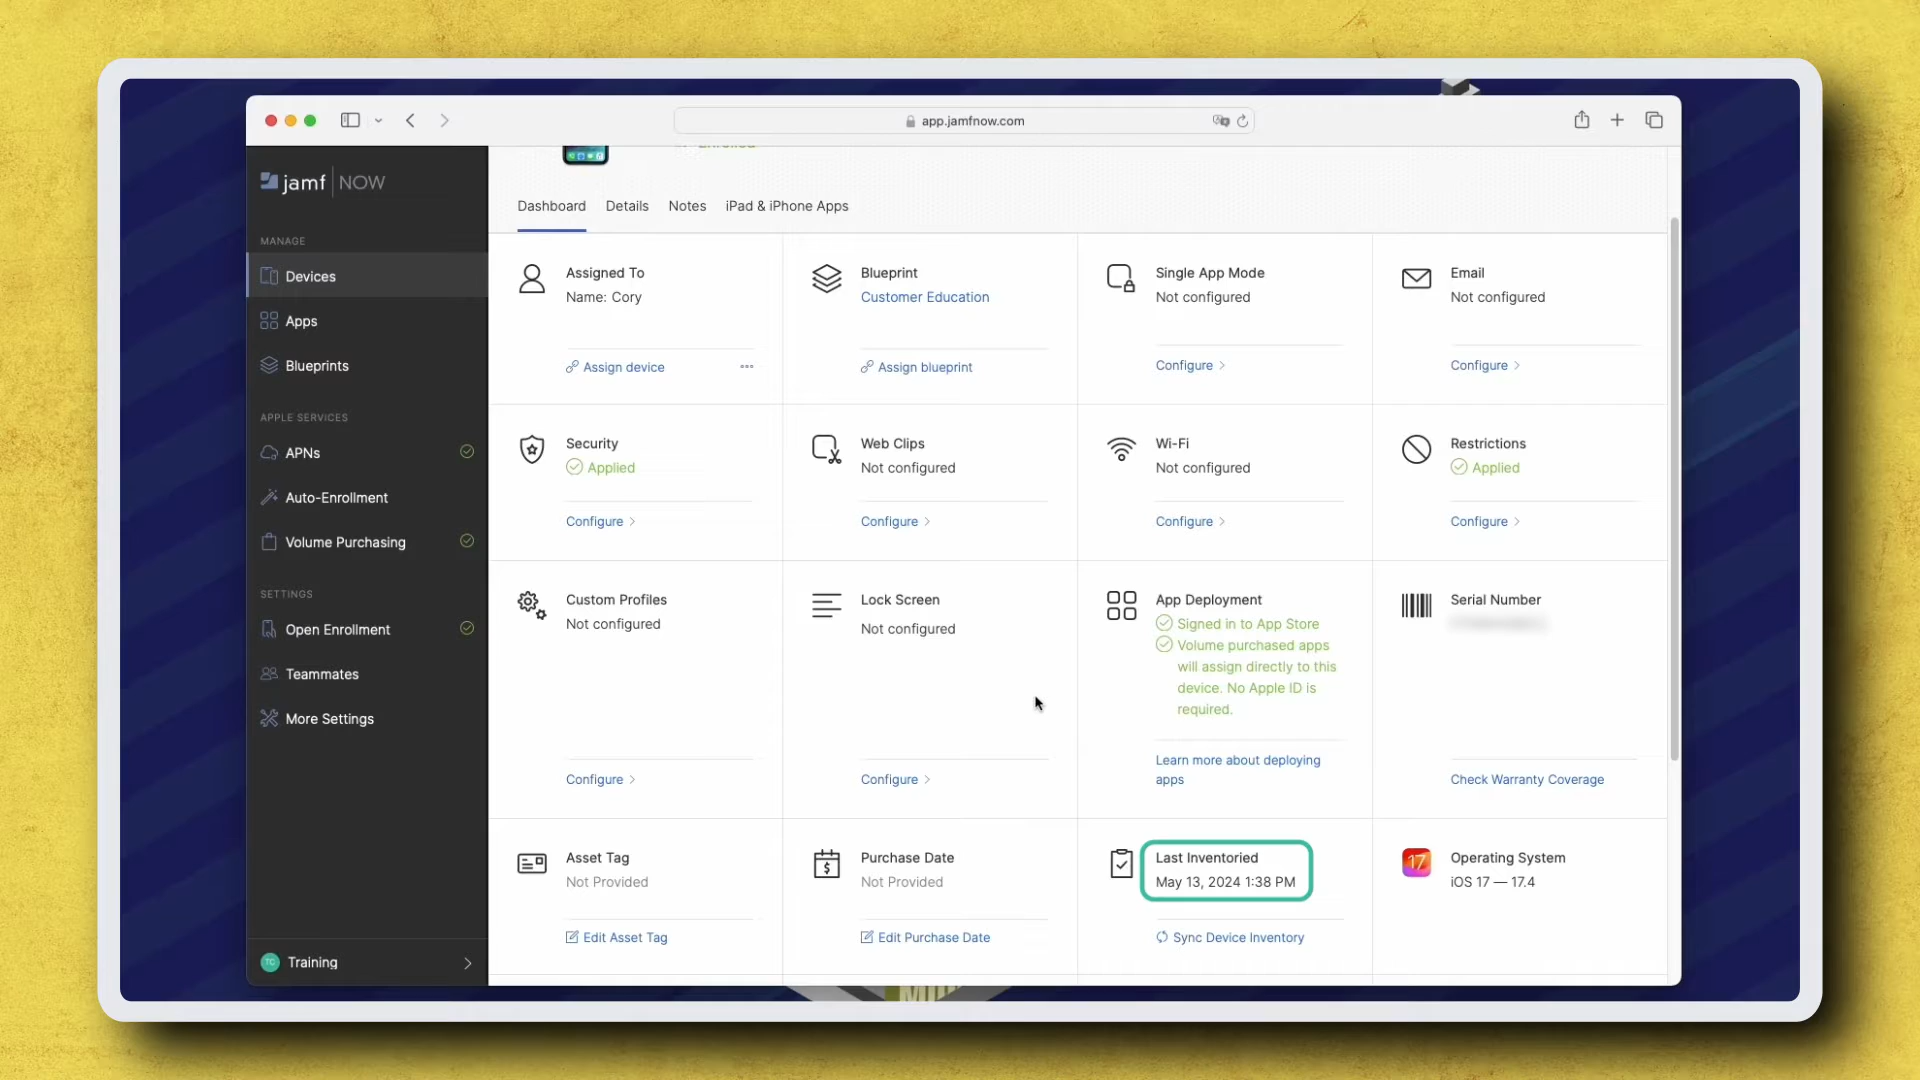 app.jamfnow.com
jamf NOW
MANAGE
Devices
Apps
Blueprints
APPLE SERVICES
APNs
Auto-Enrollment
Volume Purchasing
SETTINGS
Open Enrollment
Teammates
More Settings
TC Training
Dashboard Details Notes iPad & iPhone Apps
Assigned To
Name: Cory
Assign device
Blueprint
Customer Education
Assign blueprint
Single App Mode
Not configured
Configure
Email
Not configured
Configure
Security
Applied
Configure
Web Clips
Not configured
Configure
Wi-Fi
Not configured
Configure
Restrictions
Applied
Configure
Custom Profiles
Not configured
Configure
Lock Screen
Not configured
Configure
App Deployment
Signed in to App Store
Volume purchased apps
will assign directly to this
device. No Apple ID is
required.
Learn more about deploying
apps
Serial Number
Check Warranty Coverage
Asset Tag
Not Provided
Edit Asset Tag
Purchase Date
Not Provided
Edit Purchase Date
Last Inventoried
May 13, 2024 1:38 PM
Sync Device Inventory
17
Operating System
iOS 17 — 17.4